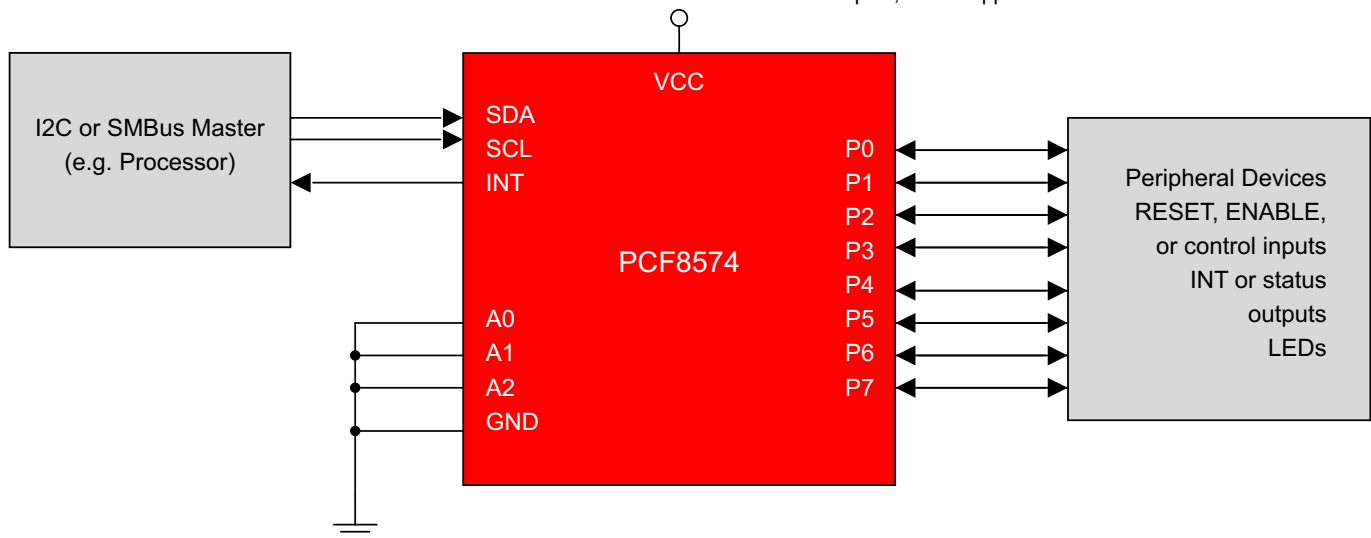 I2C or SMBus Master
(e.g. Processor)
VCC
SDA
SCL
INT
PCF8574
A0
A1
A2
GND
P0
P1
P2
P3
P4
P5
P6
P7
Peripheral Devices
RESET, ENABLE,
or control inputs
INT or status
outputs
LEDs